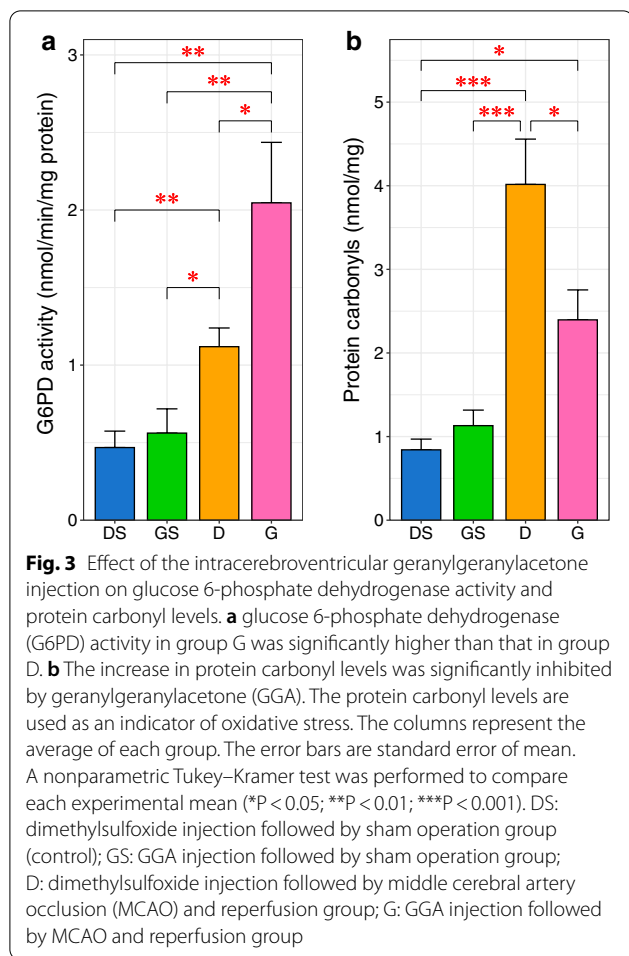 a
b
G6PD activity (nmol/min/mg protein)
3
2
1
0
**
**
*
**
*
DS GS D G
Protein carbonyls (nmol/mg)
5
4
3
2
1
0
*
***
*** *
DS GS D G
Fig. 3 Effect of the intracerebroventricular geranylgeranylacetone
injection on glucose 6-phosphate dehydrogenase activity and
protein carbonyl levels. a glucose 6-phosphate dehydrogenase
(G6PD) activity in group G was significantly higher than that in group
D. b The increase in protein carbonyl levels was significantly inhibited
by geranylgeranylacetone (GGA). The protein carbonyl levels are
used as an indicator of oxidative stress. The columns represent the
average of each group. The error bars are standard error of mean.
A nonparametric Tukey–Kramer test was performed to compare
each experimental mean (*P < 0.05; **P < 0.01; ***P < 0.001). DS:
dimethylsulfoxide injection followed by sham operation group
(control); GS: GGA injection followed by sham operation group;
D: dimethylsulfoxide injection followed by middle cerebral artery
occlusion (MCAO) and reperfusion group; G: GGA injection followed
by MCAO and reperfusion group